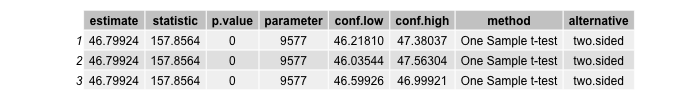 estimate statistic p.value parameter conf.low conf.high method alternative
1 46.79924 157.8564 0 9577 46.21810 47.38037 One Sample t-test two.sided
2 46.79924 157.8564 0 9577 46.03544 47.56304 One Sample t-test two.sided
3 46.79924 157.8564 0 9577 46.59926 46.99921 One Sample t-test two.sided